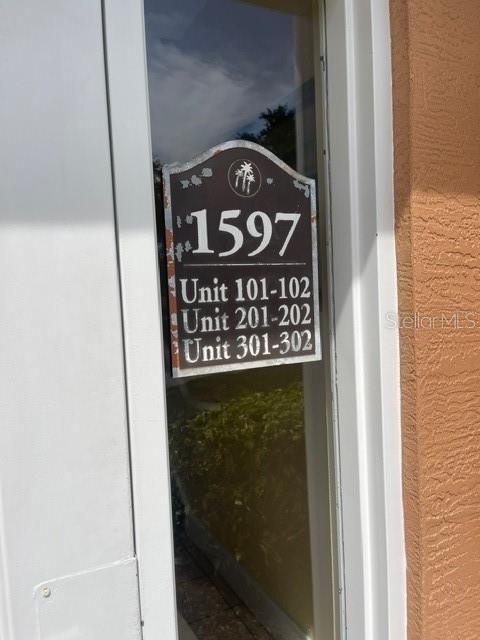 1597
Unit 101-102
Unit 201-202
Unit 301-302
StellarMLS